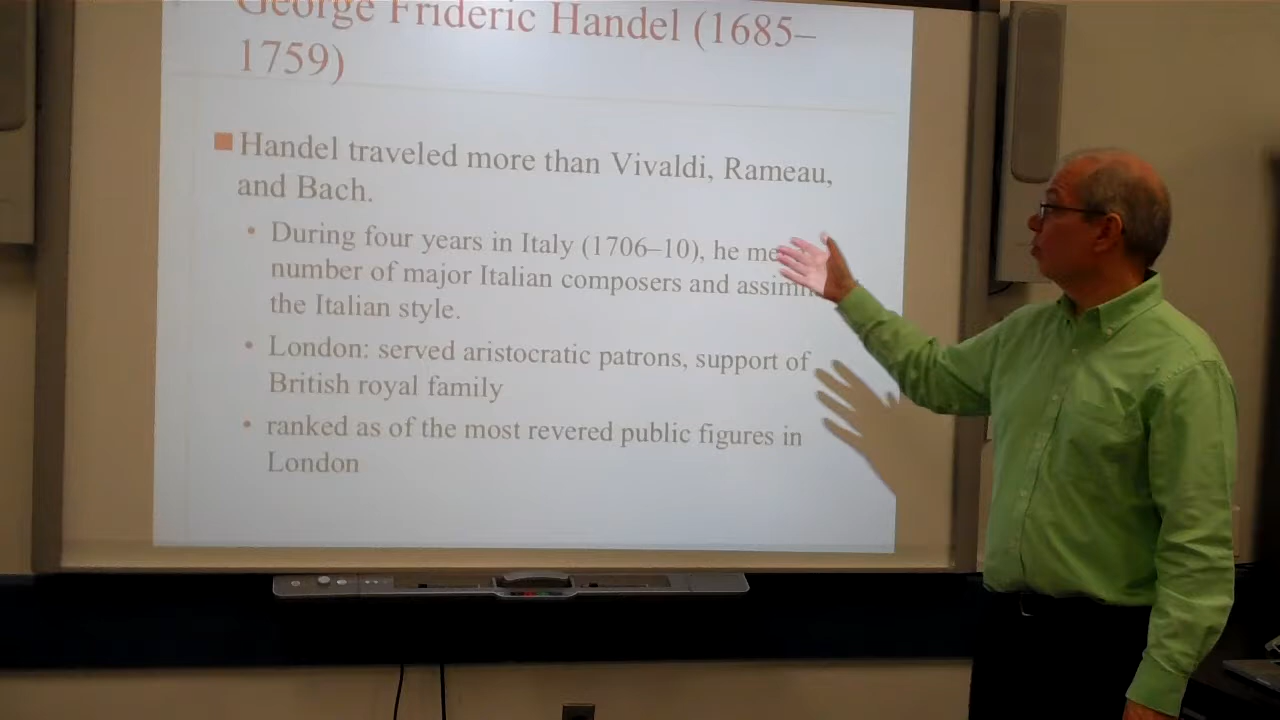 George Frideric Handel (1685–
1759)
Handel traveled more than Vivaldi, Rameau,
and Bach.
• During four years in Italy (1706–10), he
number of major Italian composers and
the Italian style.
• London: served aristocratic patrons, support of
British royal family
• ranked as of the most revered public figures in
London